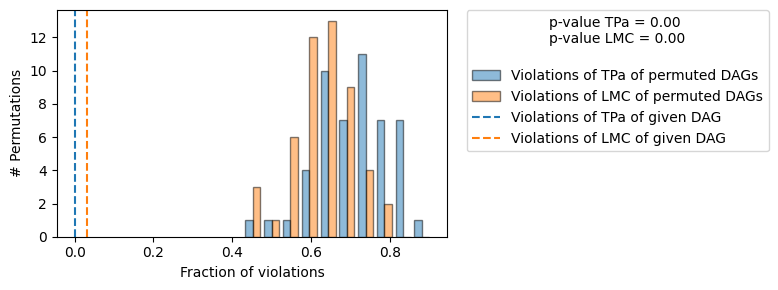 p-value TPa = 0.00
p-value LMC = 0.00
Violations of TPa of permuted DAGs
Violations of LMC of permuted DAGs
Violations of TPa of given DAG
Violations of LMC of given DAG
# Permutations
12
10
8
6
4
2
0
0.0 0.2 0.4 0.6 0.8
Fraction of violations